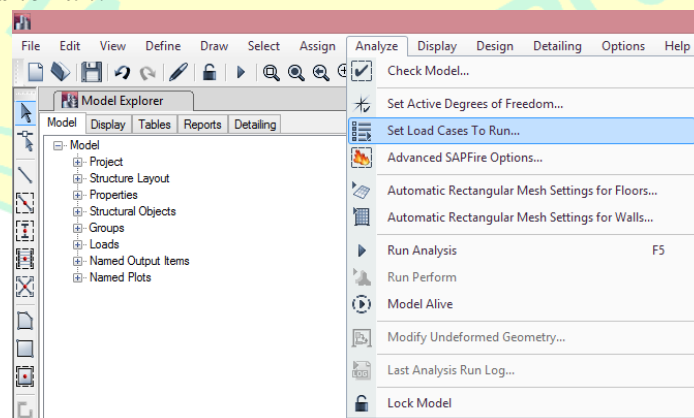 File Edit View Define Draw Select Assign Analyze Display Design Detailing Options Help
Model Explorer
Model Display Tables Reports Detailing
Model
Project
Structure Layout
Properties
Structural Objects
Groups
Loads
Named Output Items
Named Plots
Check Model...
Set Active Degrees of Freedom...
Set Load Cases To Run...
Advanced SAPFire Options...
Automatic Rectangular Mesh Settings for Floors...
Automatic Rectangular Mesh Settings for Walls...
Run Analysis F5
Run Perform
Model Alive
Modify Undeformed Geometry...
LOG Last Analysis Run Log...
Lock Model